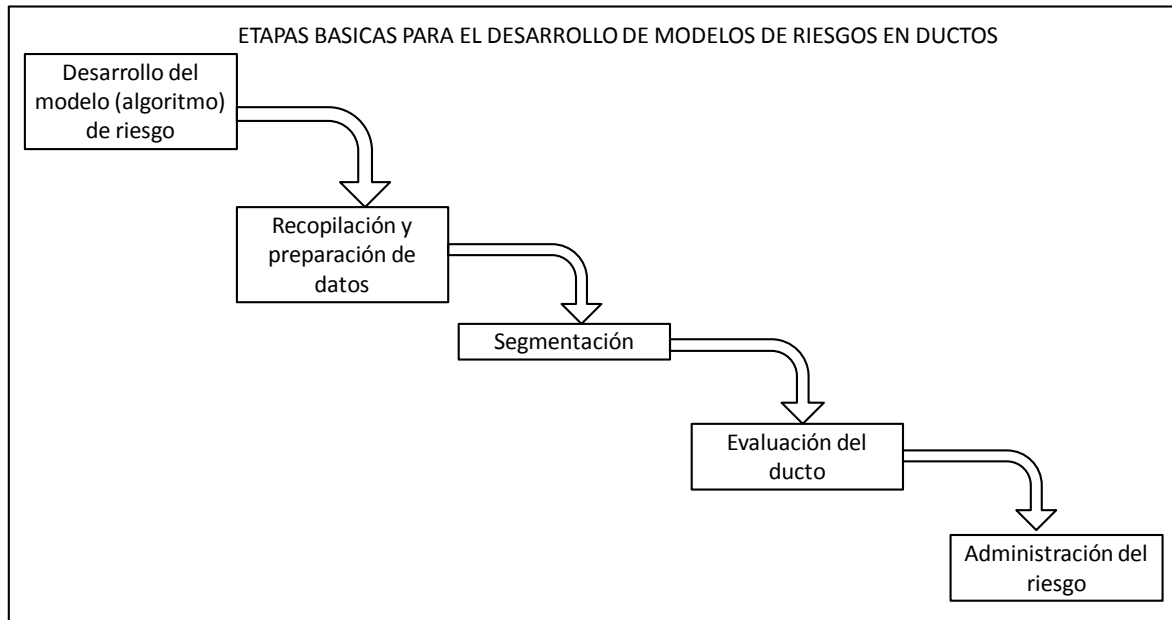 ETAPAS BASICAS PARA EL DESARROLLO DE MODELOS DE RIESGOS EN DUCTOS
Desarrollo del
modelo (algoritmo)
de riesgo
Recopilación y
preparación de
datos
Segmentación
Evaluación del
ducto
Administración del
riesgo